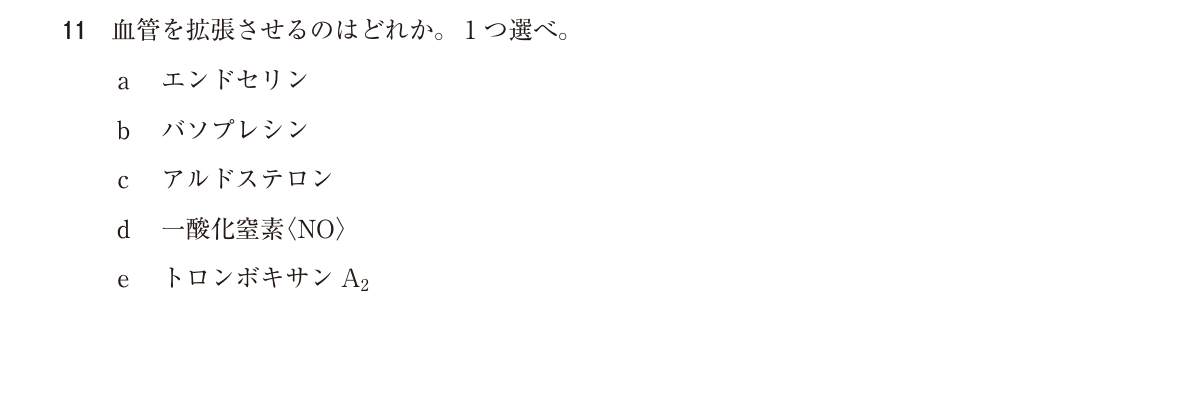 11 血管を拡張させるのはどれか。1つ選べ。
a エンドセリン
b バソプレシン
c アルドステロン
d 一酸化窒素〈NO〉
e トロンボキサン A₂